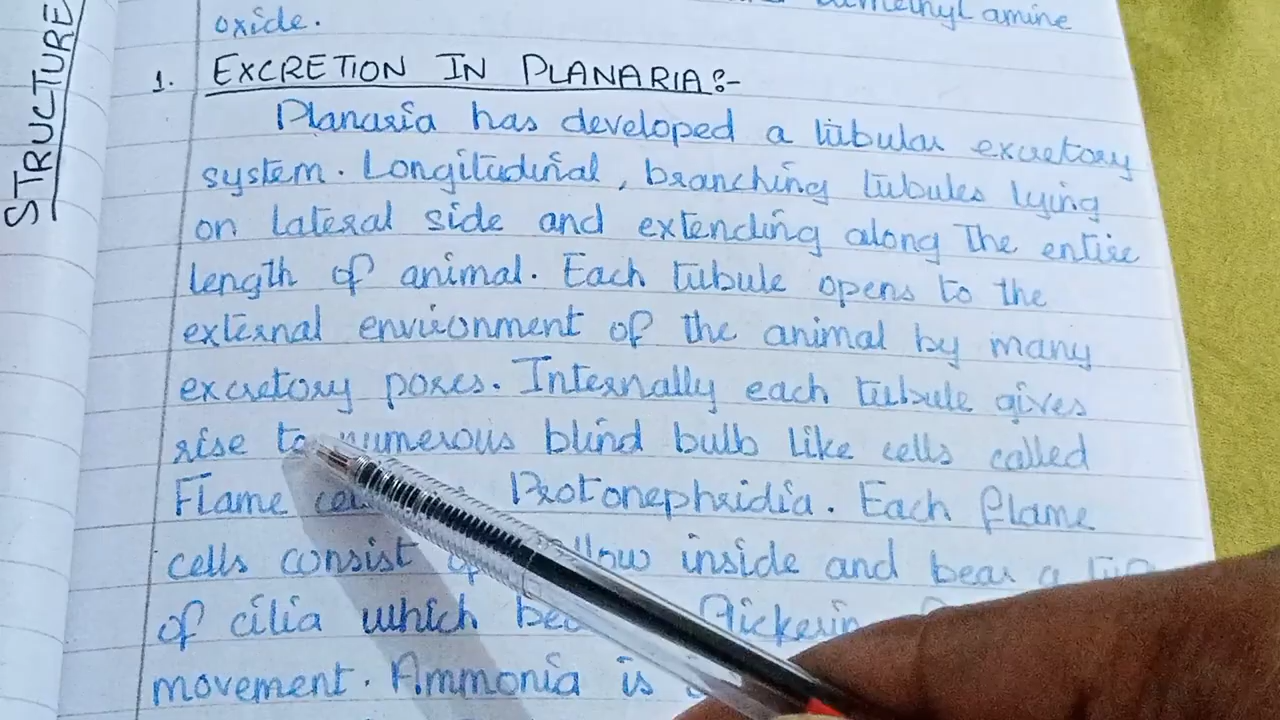 STRUCTURE
amine
oxide.
1. EXCRETION IN PLANARIA:-
Planaria has developed a tubular excretory
system. Longitudinal, branching tubules lying
on lateral side and extending along The entire
length of animal. Each tubule opens to the
external environment of the animal by many
excretory pores. Internally each tubule gives
rise to numerous blind bulb like cells called
Flame Protonephridia. Each flame
cells consist inside and bear a
of cilia which
movement. Ammonia is